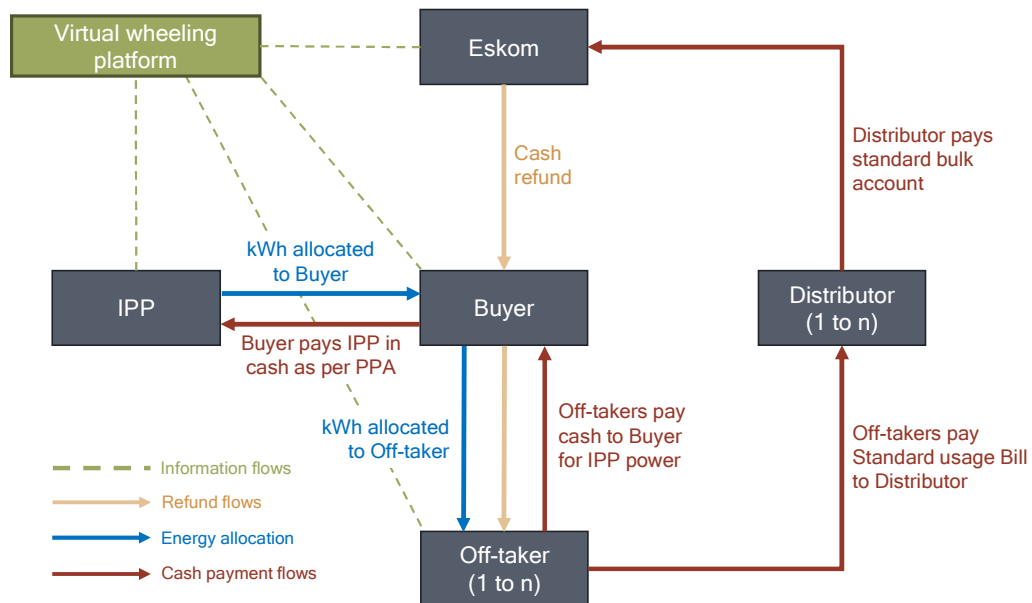 Virtual wheeling
platform
Eskom
Cash
refund
Distributor pays
standard bulk
account
kWh allocated
to Buyer
IPP
Buyer
Distributor
(1 to n)
Buyer pays IPP in
cash as per PPA
kWh allocated
to Off-taker
Off-takers pay
cash to Buyer
for IPP power
Off-takers pay
Standard usage Bill
to Distributor
Information flows
Refund flows
Energy allocation
Cash payment flows
Off-taker
(1 to n)